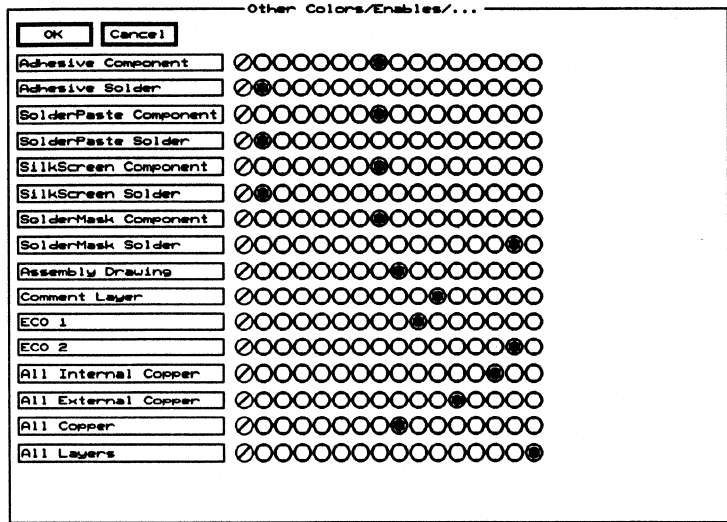 Other Colors/Enables/...
OK Cancel
Adhesive Component
Adhesive Solder
SolderPaste Component
SolderPaste Solder
SilkScreen Component
SilkScreen Solder
SolderMask Component
SolderMask Solder
Assembly Drawing
Comment Layer
ECO 1
ECO 2
All Internal Copper
All External Copper
All Copper
All Layers